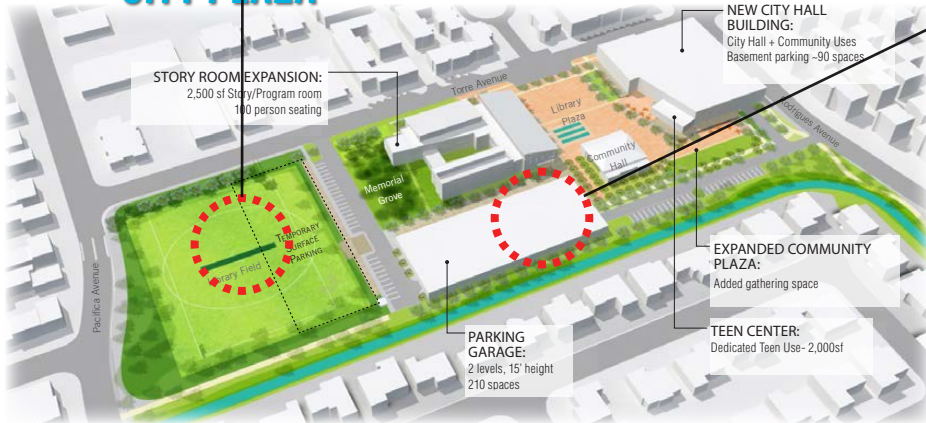 CITY PLAZA
NEW CITY HALL
BUILDING:
City Hall + Community Uses
Basement parking ~90 spaces
STORY ROOM EXPANSION:
2,500 sf Story/Program room
100 person seating
Torre Avenue
Library
Plaza
Rodrigues Avenue
Community
Hall
Memorial
Grove
TEMPORARY
SURFACE
PARKING
Library Field
Pacifica Avenue
EXPANDED COMMUNITY
PLAZA:
Added gathering space
PARKING
GARAGE:
2 levels, 15' height
210 spaces
TEEN CENTER:
Dedicated Teen Use- 2,000sf